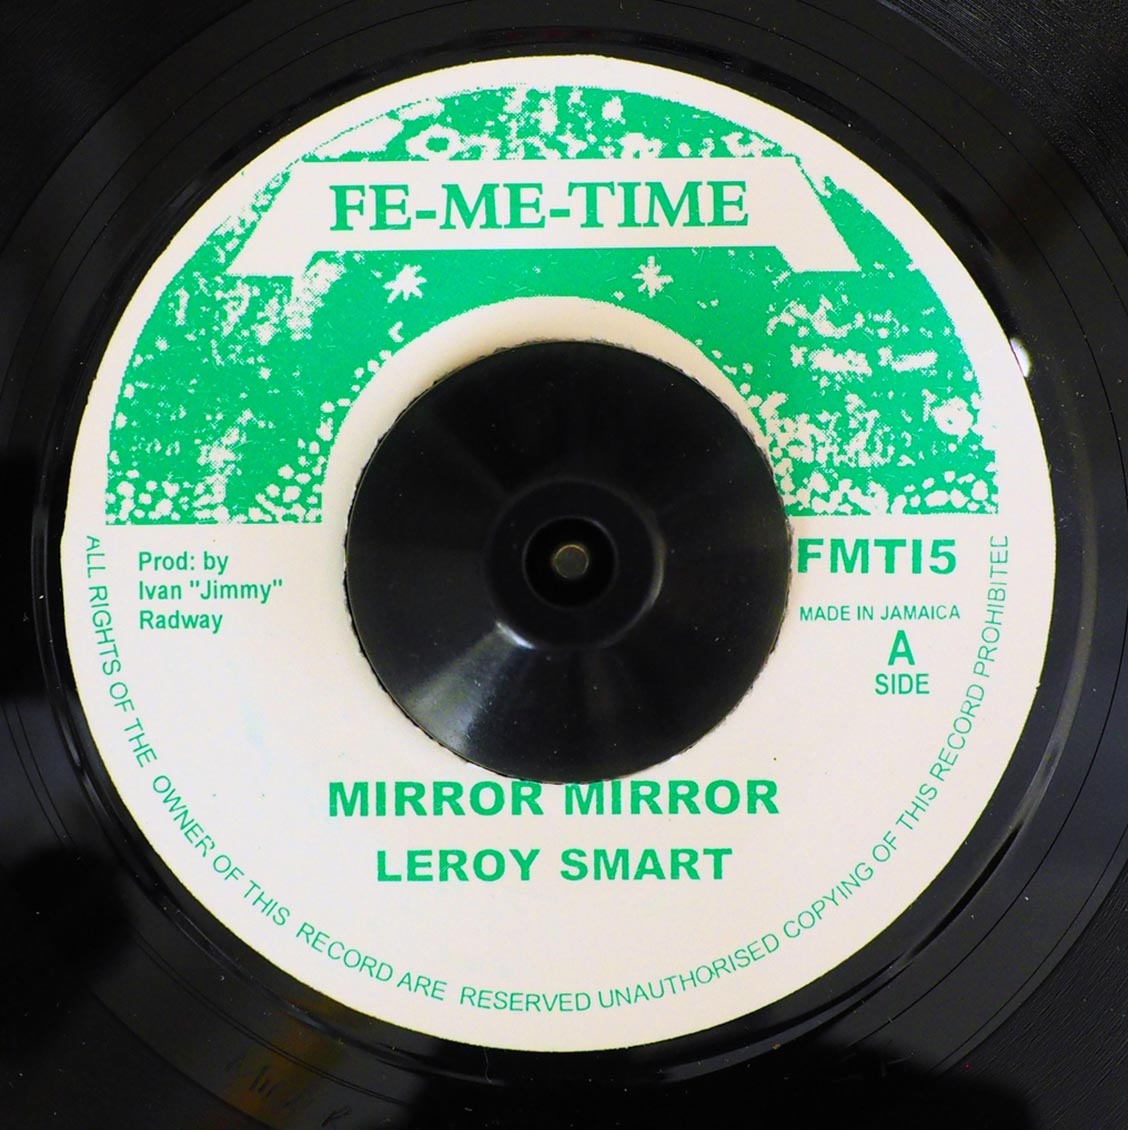 FE-ME-TIME
Prod: by
Ivan "Jimmy"
Radway
FMTI5
MADE IN JAMAICA
A
SIDE
MIRROR MIRROR
LEROY SMART
ALL RIGHTS OF THE OWNER OF THIS RECORD ARE RESERVED UNAUTHORISED COPYING OF THIS RECORD PROHIBITED